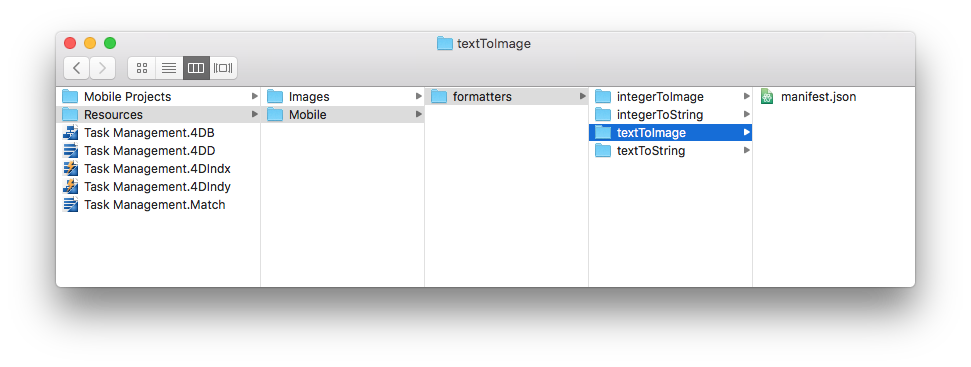 textToImage
Mobile Projects
Resources
Task Management.4DB
Task Management.4DD
Task Management.4DIndx
Task Management.4DIndy
Task Management.Match
Images
Mobile
formatters
integerToImage
integerToString
textToImage
textToString
manifest.json